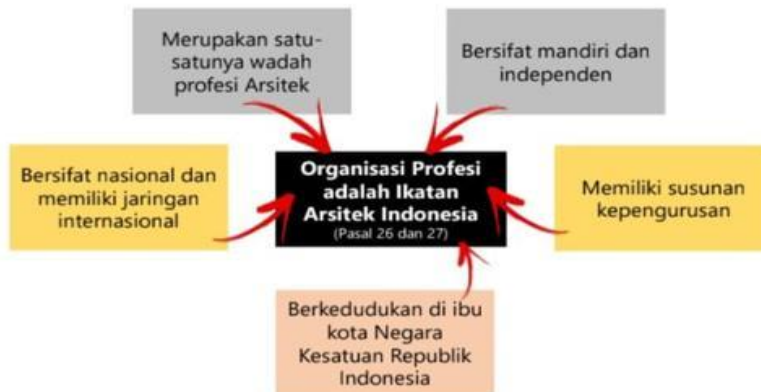 Merupakan satu-
satunya wadah
profesi Arsitek
Bersifat mandiri dan
independen
Bersifat nasional dan
memiliki jaringan
internasional
Organisasi Profesi
adalah Ikatan
Arsitek Indonesia
(Pasal 26 dan 27)
Memiliki susunan
kepengurusan
Berkedudukan di ibu
kota Negara
Kesatuan Republik
Indonesia